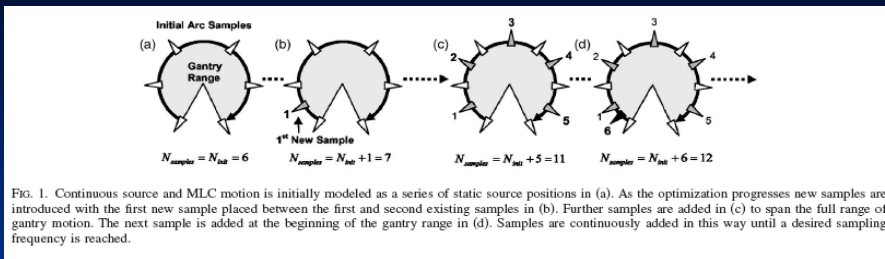 Initial Arc Samples
(a)
Gantry
Range
N_samples = N_init = 6
(b)
1
1st New Sample
N_samples = N_init + 1 = 7
(c)
1
2
3
4
5
N_samples = N_init + 5 = 11
(d)
1
2
3
4
5
6
N_samples = N_init + 6 = 12
FIG. 1. Continuous source and MLC motion is initially modeled as a series of static source positions in (a). As the optimization progresses new samples are
introduced with the first new sample placed between the first and second existing samples in (b). Further samples are added in (c) to span the full range of
gantry motion. The next sample is added at the beginning of the gantry range in (d). Samples are continuously added in this way until a desired sampling
frequency is reached.